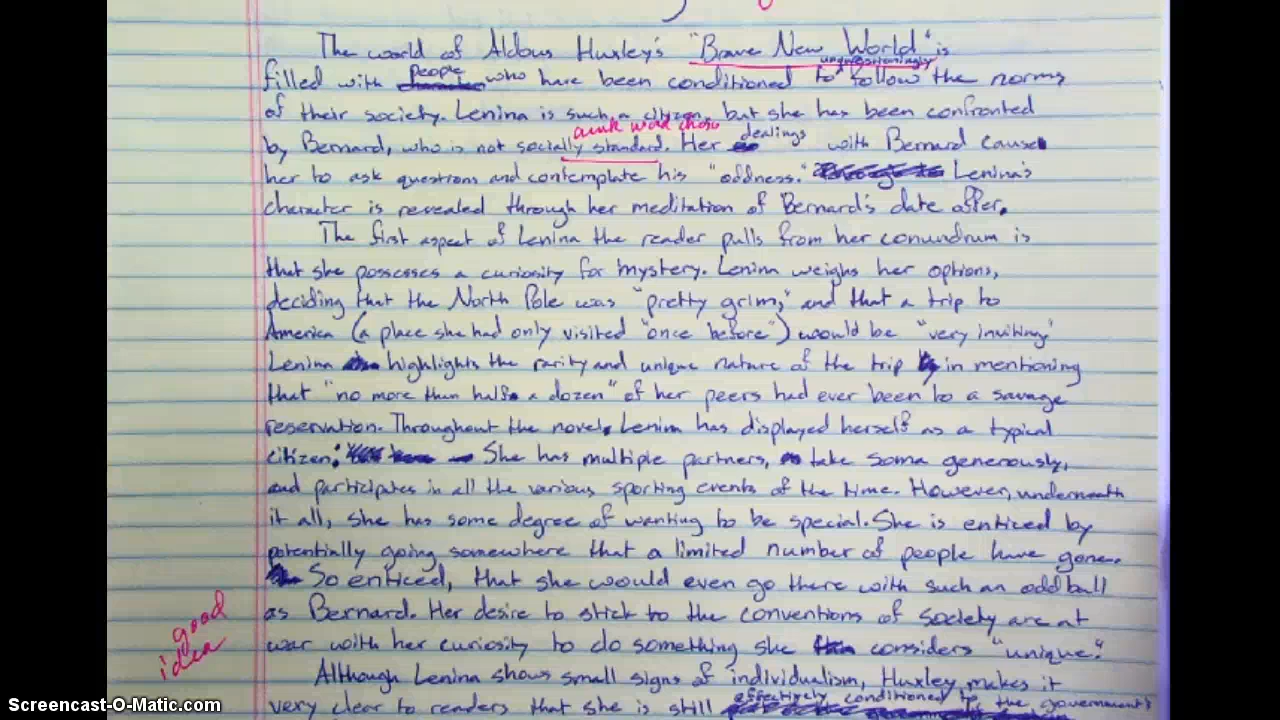 The world of Aldous Huxley's "Brave New World" is
unquestioningly
filled with people who have been conditioned to follow the norms
of their society. Lenina is such a citizen, but she has been confronted
awk word choice
by Bernard, who is not socially standard. Her dealings with Bernard cause
her to ask questions and contemplate his "oddness." Lenina's
character is revealed through her meditation of Bernard's date offer.
The first aspect of Lenina the reader pulls from her conundrum is
that she possesses a curiosity for mystery. Lenina weighs her options,
deciding that the North Pole was "pretty grim," and that a trip to
America (a place she had only visited "once before") would be "very inviting"
Lenina highlights the rarity and unique nature of the trip in mentioning
that "no more than half a dozen" of her peers had ever been to a savage
reservation. Throughout the novel, Lenina has displayed herself as a typical
citizen: She has multiple partners, take soma generously,
and participates in all the various sporting events of the time. However, underneath
it all, she has some degree of wanting to be special. She is enticed by
potentially going somewhere that a limited number of people have gone.
So enticed, that she would even go there with such an odd ball
as Bernard. Her desire to stick to the conventions of society are at
good idea
war with her curiosity to do something she considers "unique."
Although Lenina shows small signs of individualism, Huxley makes it
very clear to readers that she is still effectively conditioned to the government's
Screencast-O-Matic.com